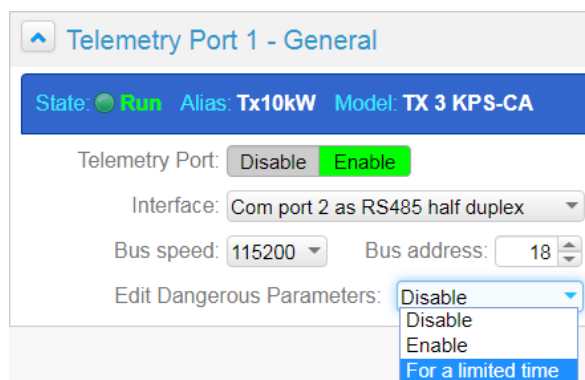 Telemetry Port 1 - General
State: Run Alias: Tx10kW Model: TX 3 KPS-CA
Telemetry Port: Disable Enable
Interface: Com port 2 as RS485 half duplex
Bus speed: 115200 Bus address: 18
Edit Dangerous Parameters: Disable
Disable
Enable
For a limited time